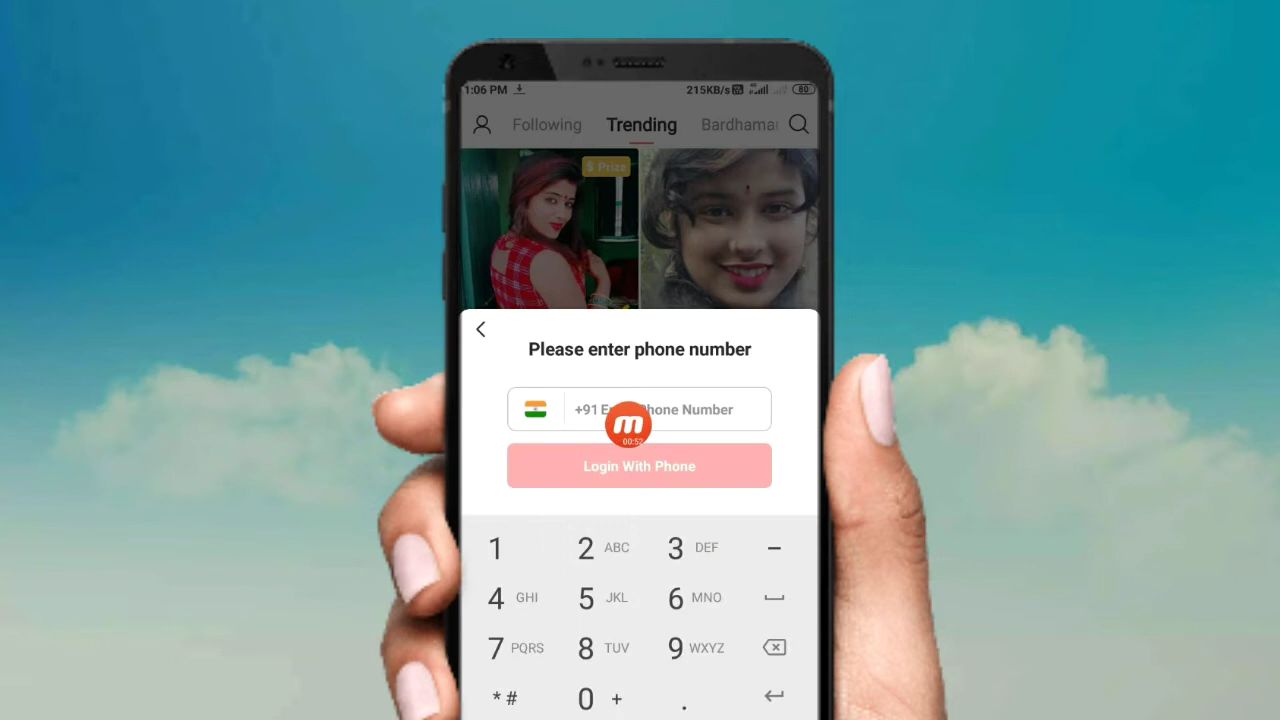 1:06 PM 215KB/s 4G 80
Following Trending Bardhamar
$ Prize
Please enter phone number
+91 E hone Number
m
00:52
Login With Phone
1 2 ABC 3 DEF –
4 GHI 5 JKL 6 MNO
7 PQRS 8 TUV 9 WXYZ
*# 0 + .